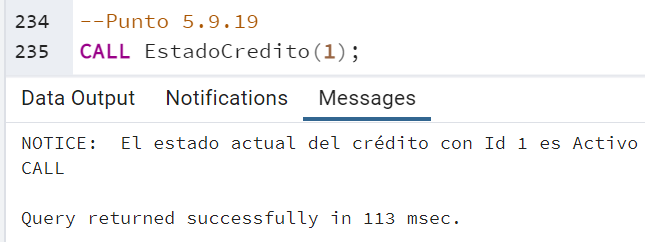 234 --Punto 5.9.19
235 CALL EstadoCredito(1);
Data Output Notifications Messages
NOTICE:  El estado actual del crédito con Id 1 es Activo
CALL
Query returned successfully in 113 msec.